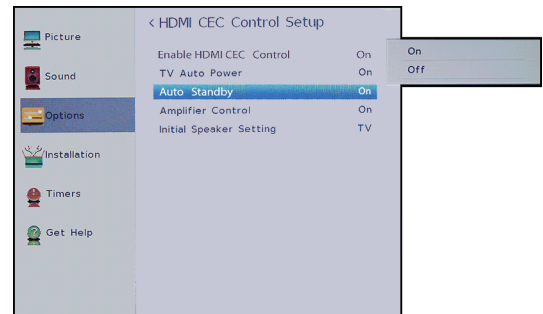 < HDMI CEC Control Setup
Picture
Sound
Options
Installation
Timers
Get Help
Enable HDMI CEC Control On
TV Auto Power On
Auto Standby On
Amplifier Control On
Initial Speaker Setting TV
On
Off